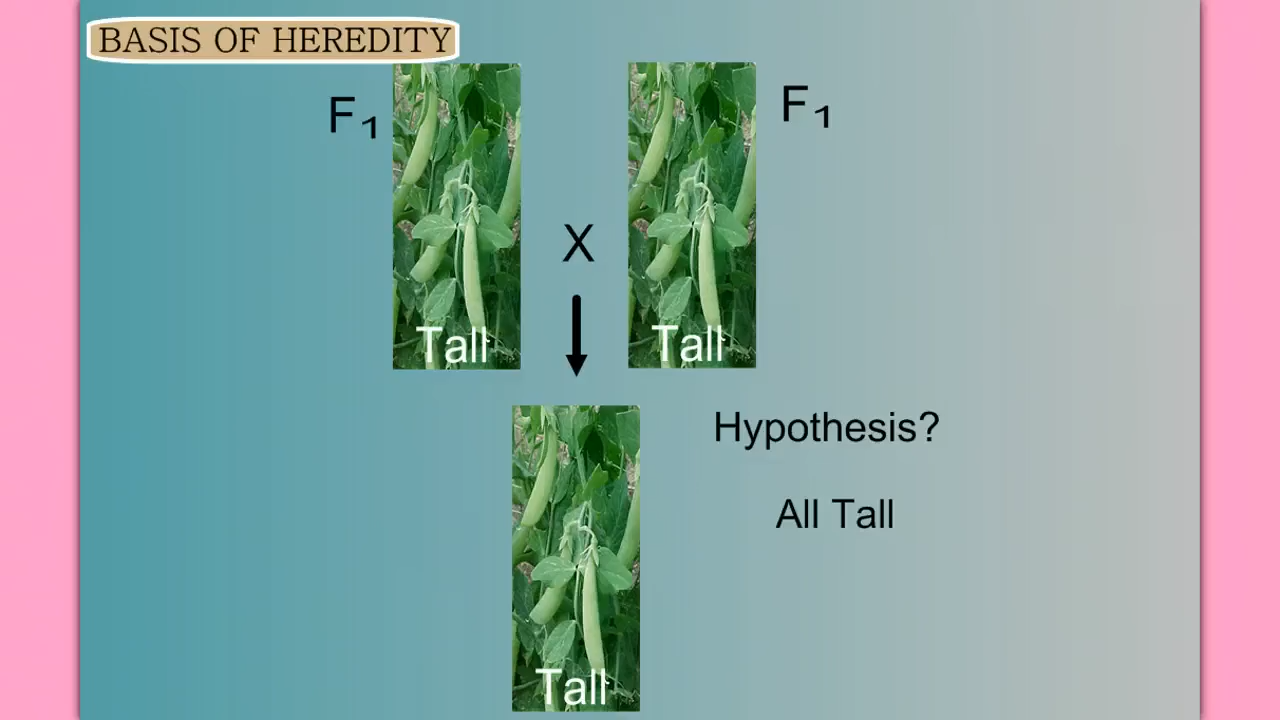 BASIS OF HEREDITY
F₁
F₁
X
Tall
Tall
Hypothesis?
All Tall
Tall